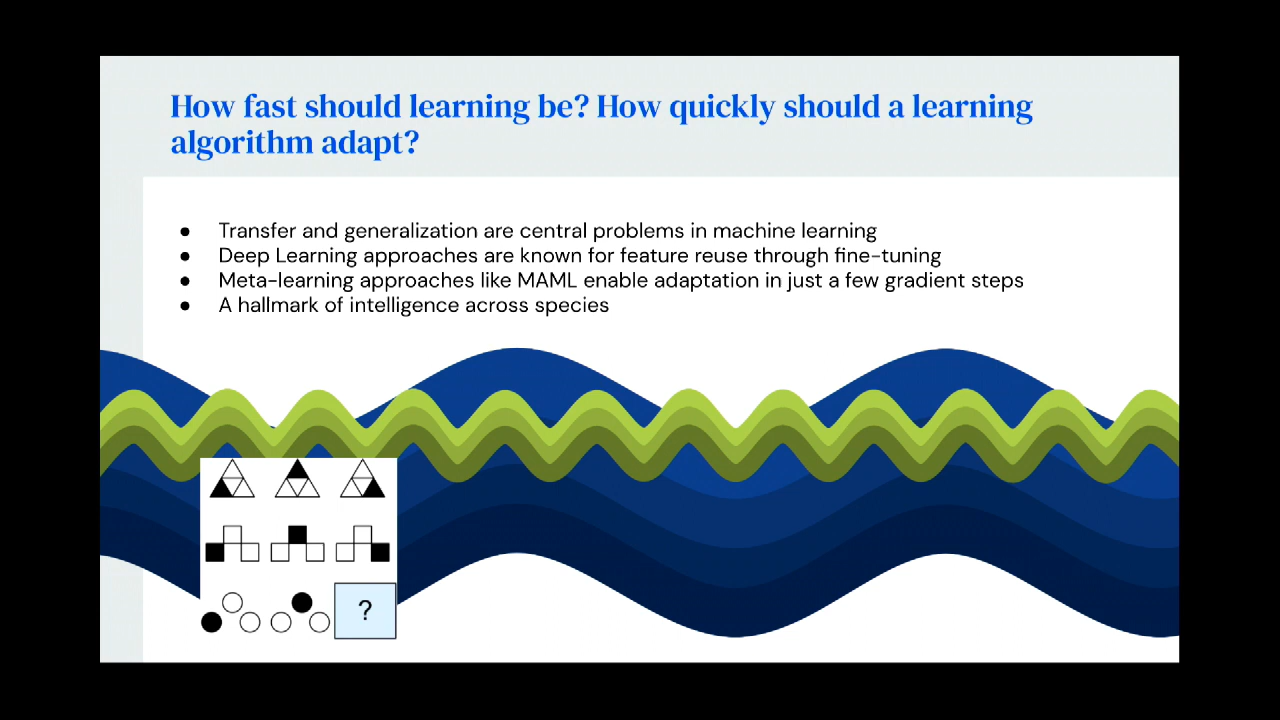 How fast should learning be? How quickly should a learning
algorithm adapt?
● Transfer and generalization are central problems in machine learning
● Deep Learning approaches are known for feature reuse through fine-tuning
● Meta-learning approaches like MAML enable adaptation in just a few gradient steps
● A hallmark of intelligence across species
?